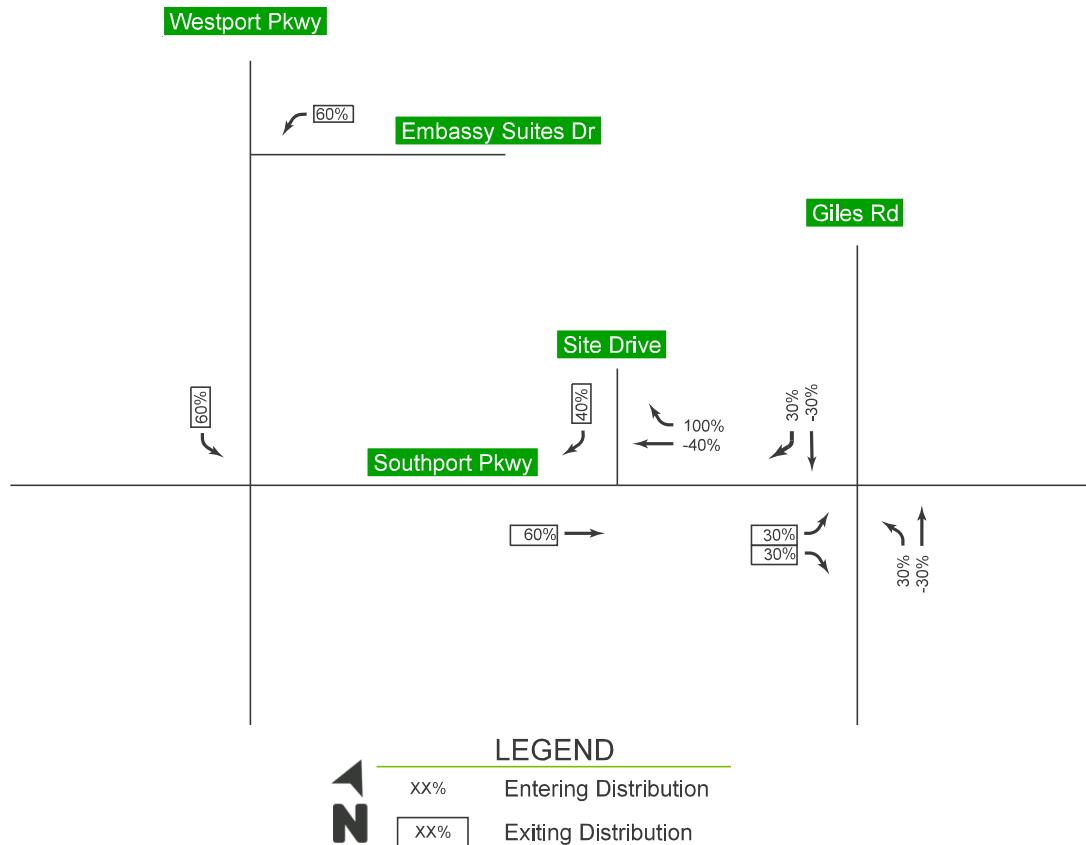 Westport Pkwy
60%
Embassy Suites Dr
Giles Rd
Site Drive
60%
40%
100%
-40%
30%
-30%
Southport Pkwy
60%
30%
30%
30%
-30%
LEGEND
XX% Entering Distribution
N
XX% Exiting Distribution